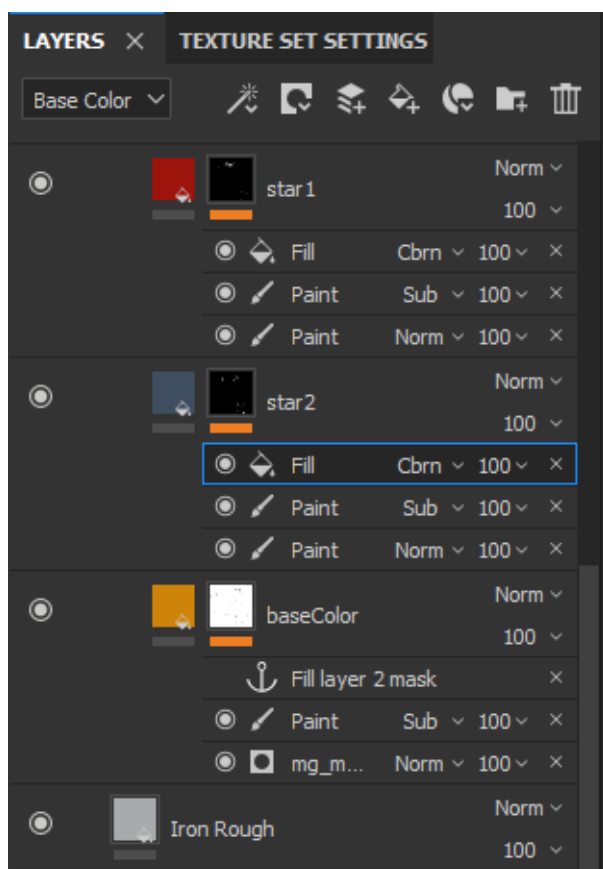 LAYERS × TEXTURE SET SETTINGS
Base Color
Norm
star1
100
Fill Cbrn 100 ×
Paint Sub 100 ×
Paint Norm 100 ×
Norm
star2
100
Fill Cbrn 100 ×
Paint Sub 100 ×
Paint Norm 100 ×
Norm
baseColor
100
Fill layer 2 mask ×
Paint Sub 100 ×
mg_m... Norm 100 ×
Norm
Iron Rough
100